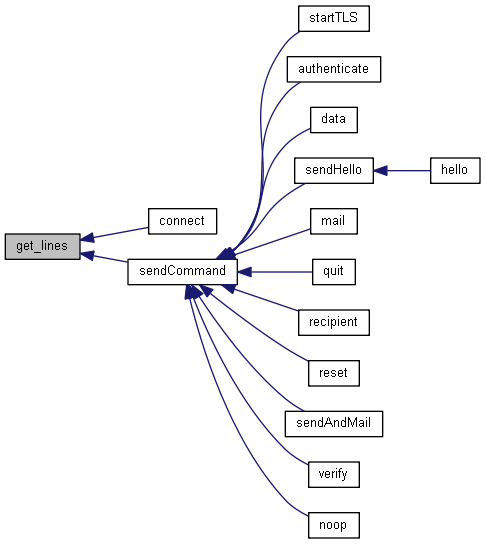 startTLS
authenticate
data
sendHello
hello
connect
mail
get_lines
sendCommand
quit
recipient
reset
sendAndMail
verify
noop